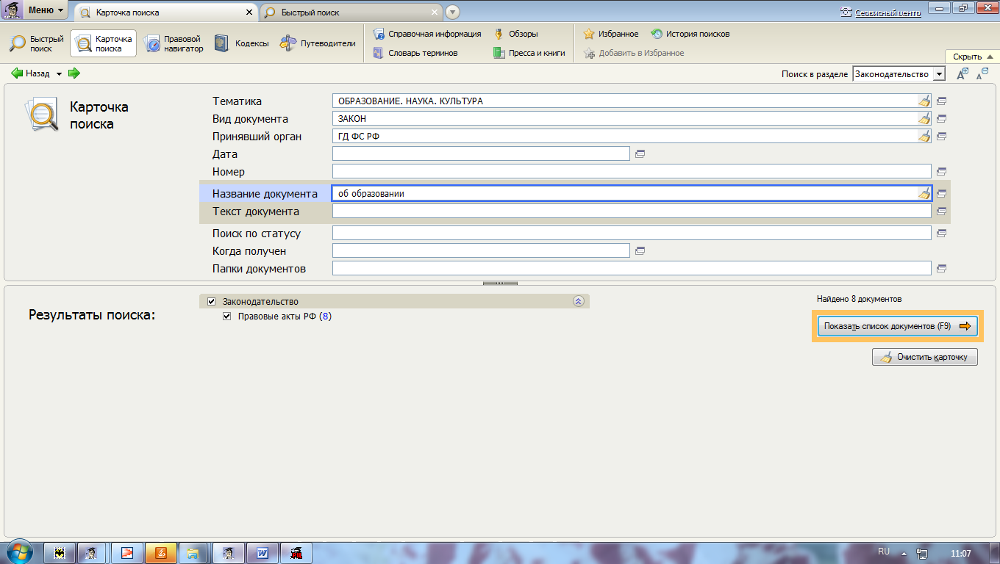 Меню
Карточка поиска
Быстрый поиск
Сервисный центр
Быстрый
поиск
Карточка
поиска
Правовой
навигатор
Кодексы
Путеводители
Справочная информация
Словарь терминов
Обзоры
Пресса и книги
Избранное
История поисков
Добавить в Избранное
Скрыть
Назад
Поиск в разделе
Законодательство
Карточка
поиска
Тематика ОБРАЗОВАНИЕ. НАУКА. КУЛЬТУРА
Вид документа ЗАКОН
Принявший орган ГД ФС РФ
Дата
Номер
Название документа об образовании
Текст документа
Поиск по статусу
Когда получен
Папки документов
Результаты поиска:
Законодательство
Правовые акты РФ (8)
Найдено 8 документов
Показать список документов (F9)
Очистить карточку
RU 11:07